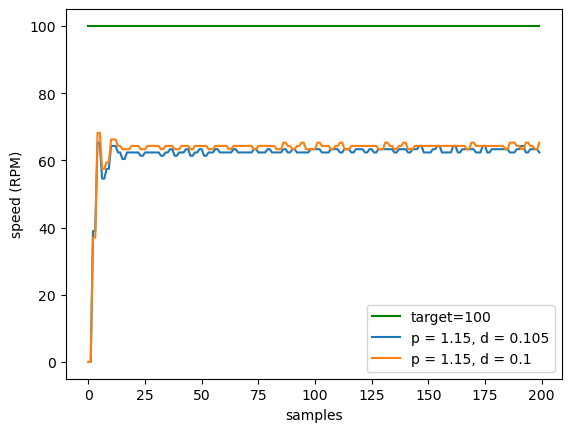 100
80
60
40
20
0
speed (RPM)
0 25 50 75 100 125 150 175 200
samples
target=100
p = 1.15, d = 0.105
p = 1.15, d = 0.1